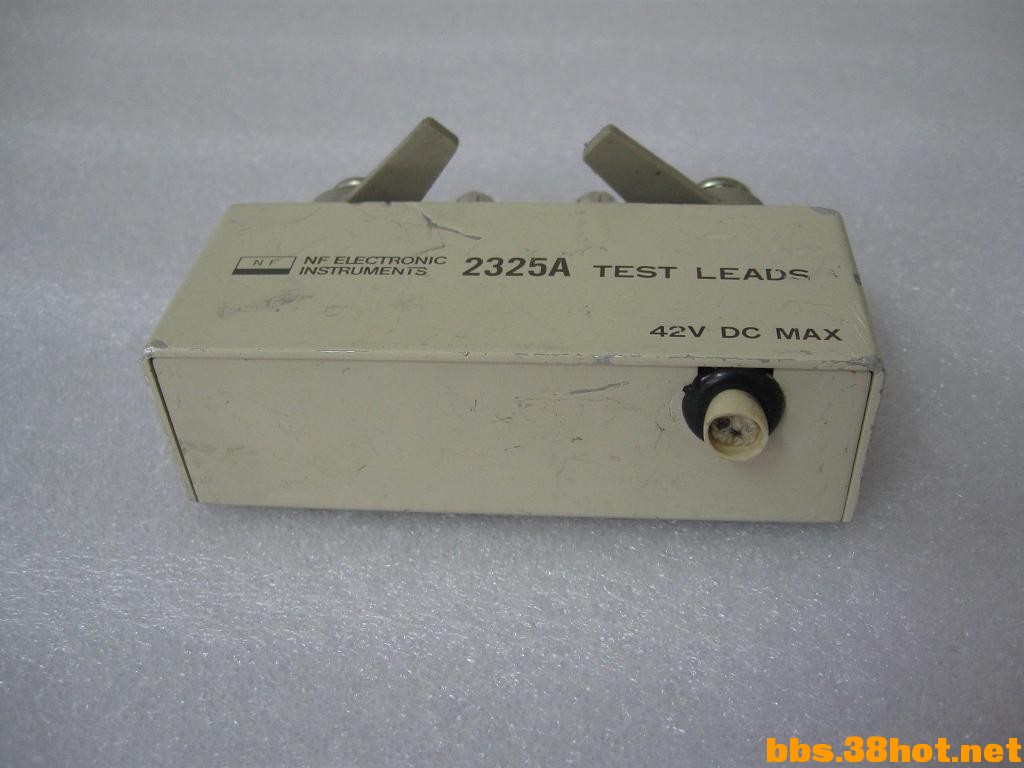 NF
NF ELECTRONIC
INSTRUMENTS
2325A TEST LEADS
42V DC MAX
bbs.38hot.net